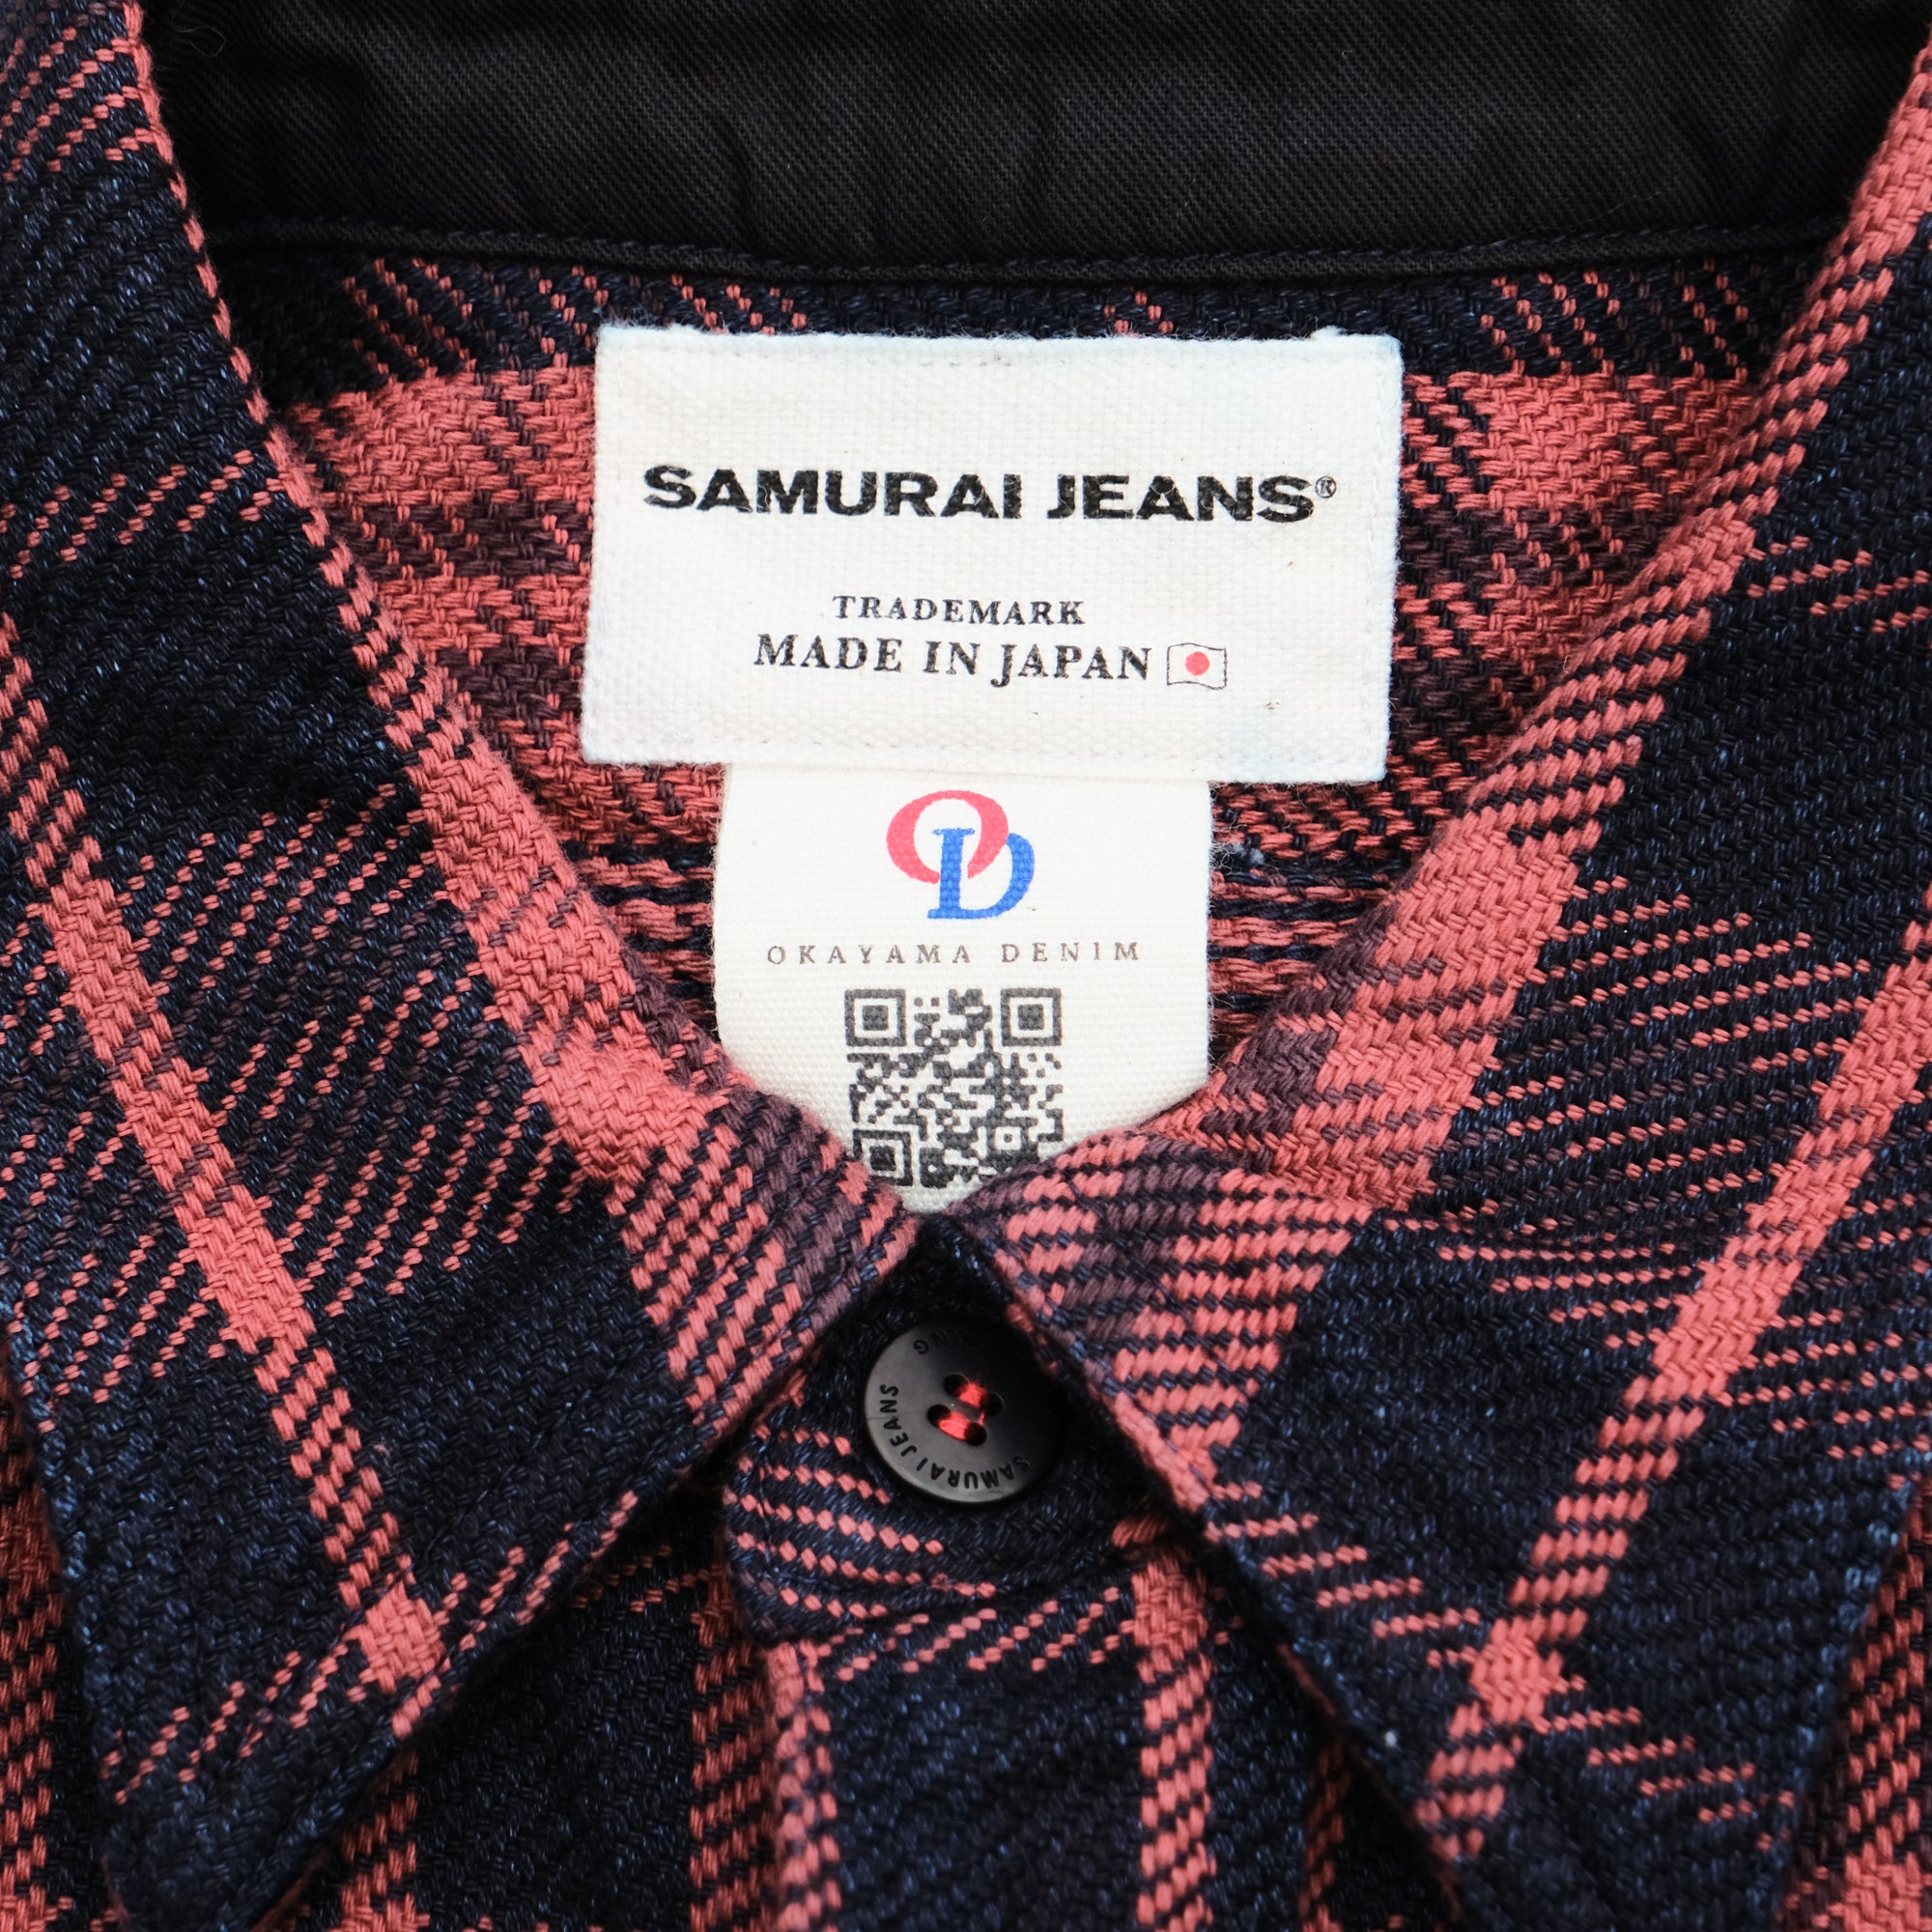 SAMURAI JEANS®
TRADEMARK
MADE IN JAPAN
OD
OKAYAMA DENIM
SAMURAI JEANS